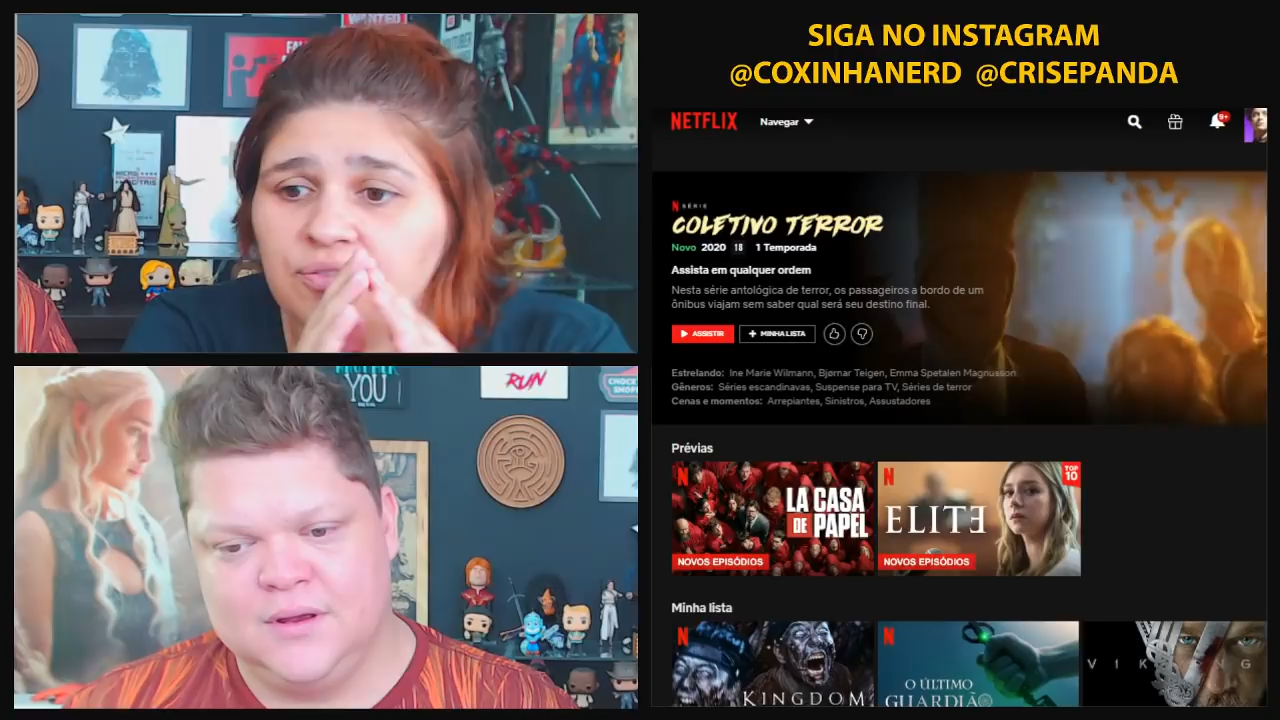 SIGA NO INSTAGRAM
@COXINHANERD @CRISEPANDA
NETFLIX
Navegar
9+
N SÉRIE
COLETIVO TERROR
Novo 2020 18 1 Temporada
Assista em qualquer ordem
Nesta série antológica de terror, os passageiros a bordo de um
ônibus viajam sem saber qual será seu destino final.
ASSISTIR
MINHA LISTA
Estrelando: Ine Marie Wilmann, Bjørnar Teigen, Emma Spetalen Magnusson
Gêneros: Séries escandinavas, Suspense para TV, Séries de terror
Cenas e momentos: Arrepiantes, Sinistros, Assustadores
Prévias
N
LA CASA
DE PAPEL
NOVOS EPISÓDIOS
N
TOP
10
ELITE
NOVOS EPISÓDIOS
Minha lista
N
KINGDOM
N
O ÚLTIMO
GUARDIÃO
VIKING
WANTED
YOU
RUN